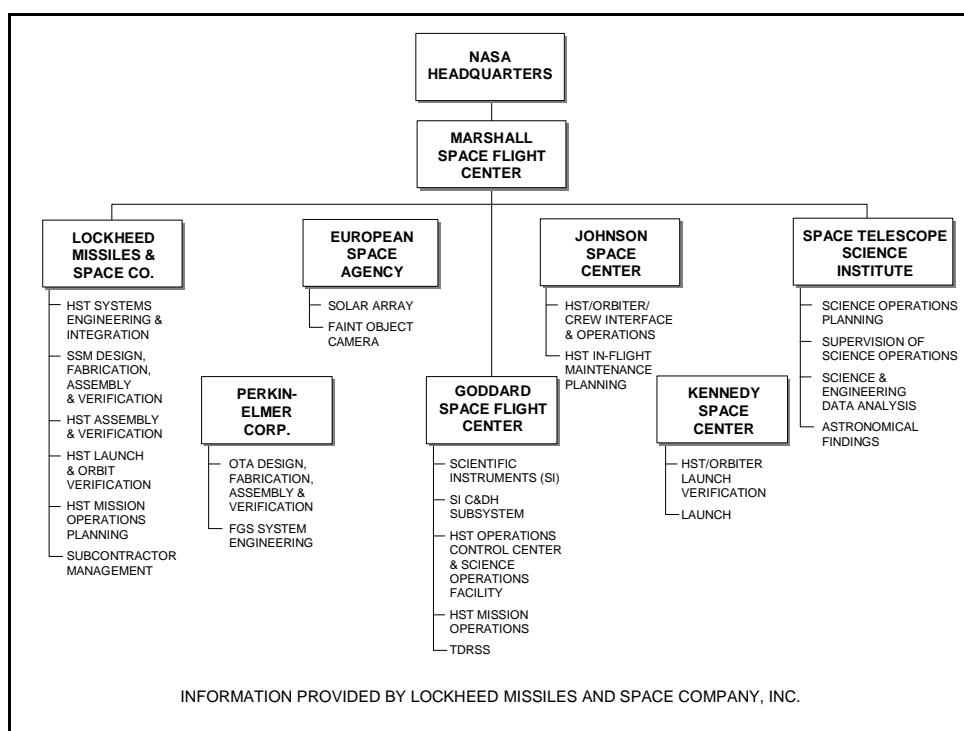 NASA
HEADQUARTERS
MARSHALL
SPACE FLIGHT
CENTER
LOCKHEED
MISSILES &
SPACE CO.
HST SYSTEMS
ENGINEERING &
INTEGRATION
SSM DESIGN,
FABRICATION,
ASSEMBLY
& VERIFICATION
HST ASSEMBLY
& VERIFICATION
HST LAUNCH
& ORBIT
VERIFICATION
HST MISSION
OPERATIONS
PLANNING
SUBCONTRACTOR
MANAGEMENT
PERKIN-
ELMER
CORP.
OTA DESIGN,
FABRICATION,
ASSEMBLY &
VERIFICATION
FGS SYSTEM
ENGINEERING
EUROPEAN
SPACE
AGENCY
SOLAR ARRAY
FAINT OBJECT
CAMERA
GODDARD
SPACE FLIGHT
CENTER
SCIENTIFIC
INSTRUMENTS (SI)
SI C&DH
SUBSYSTEM
HST OPERATIONS
CONTROL CENTER
& SCIENCE
OPERATIONS
FACILITY
HST MISSION
OPERATIONS
TDRSS
JOHNSON
SPACE
CENTER
HST/ORBITER/
CREW INTERFACE
& OPERATIONS
HST IN-FLIGHT
MAINTENANCE
PLANNING
KENNEDY
SPACE
CENTER
HST/ORBITER
LAUNCH
VERIFICATION
LAUNCH
SPACE TELESCOPE
SCIENCE
INSTITUTE
SCIENCE OPERATIONS
PLANNING
SUPERVISION OF
SCIENCE OPERATIONS
SCIENCE &
ENGINEERING
DATA ANALYSIS
ASTRONOMICAL
FINDINGS
INFORMATION PROVIDED BY LOCKHEED MISSILES AND SPACE COMPANY, INC.